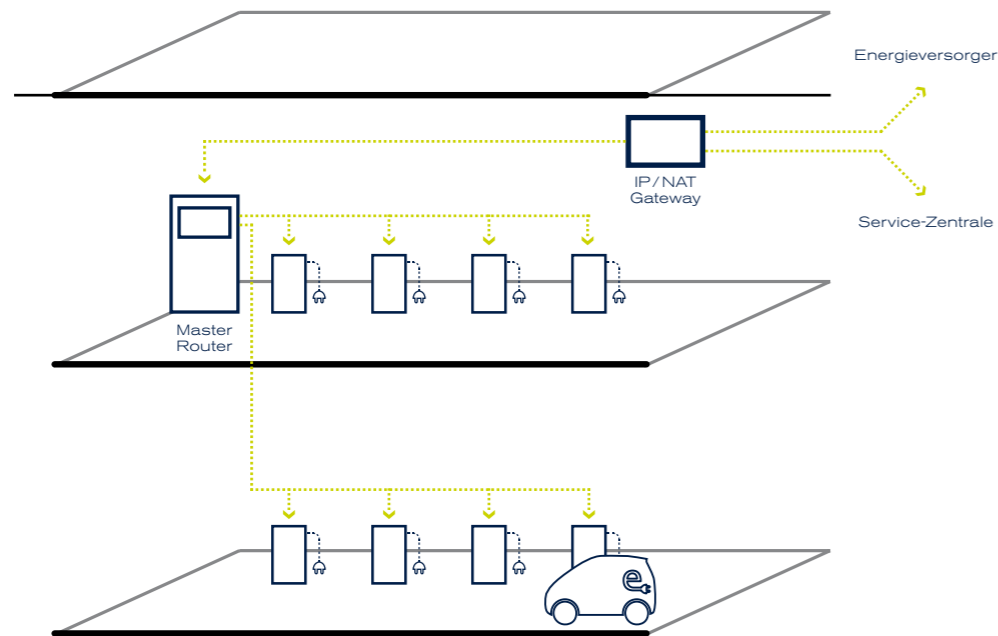 Energieversorger
IP/NAT
Gateway
Service-Zentrale
Master
Router
e